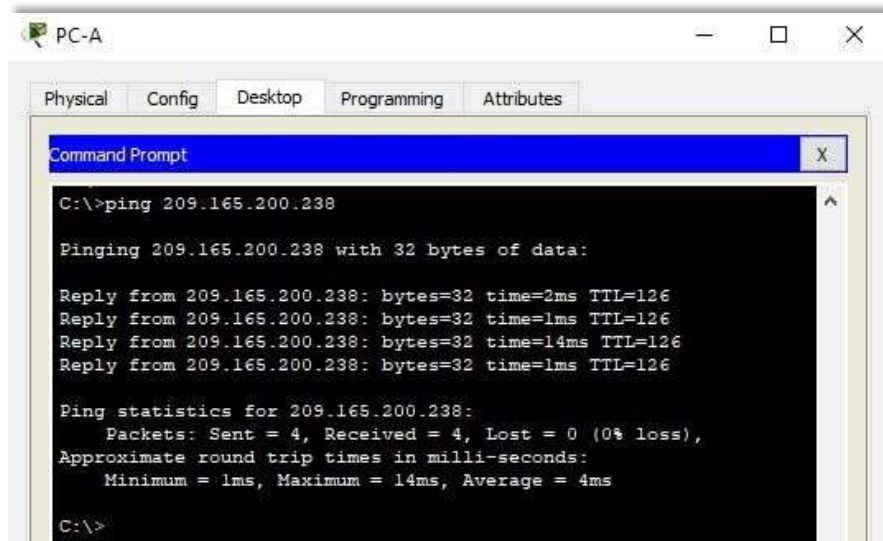 PC-A
Physical Config Desktop Programming Attributes
Command Prompt X
C:\>ping 209.165.200.238
Pinging 209.165.200.238 with 32 bytes of data:
Reply from 209.165.200.238: bytes=32 time=2ms TTL=126
Reply from 209.165.200.238: bytes=32 time=1ms TTL=126
Reply from 209.165.200.238: bytes=32 time=14ms TTL=126
Reply from 209.165.200.238: bytes=32 time=1ms TTL=126
Ping statistics for 209.165.200.238:
Packets: Sent = 4, Received = 4, Lost = 0 (0% loss),
Approximate round trip times in milli-seconds:
Minimum = 1ms, Maximum = 14ms, Average = 4ms
C:\>